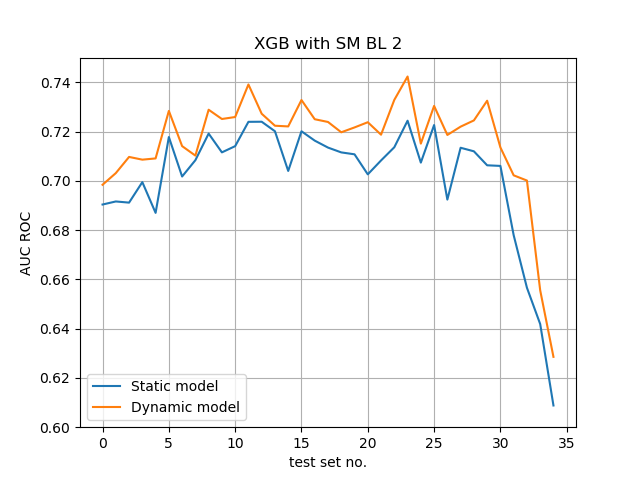 XGB with SM BL 2
AUC ROC
0.74
0.72
0.70
0.68
0.66
0.64
0.62
0.60
Static model
Dynamic model
0 5 10 15 20 25 30 35
test set no.